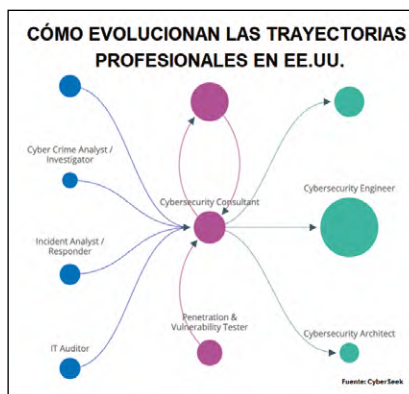 CÓMO EVOLUCIONAN LAS TRAYECTORIAS
PROFESIONALES EN EE.UU.
Cyber Crime Analyst /
Investigator
Cybersecurity Consultant
Cybersecurity Engineer
Incident Analyst /
Responder
Penetration &
Vulnerability Tester
Cybersecurity Architect
IT Auditor
Fuente: CyberSeek